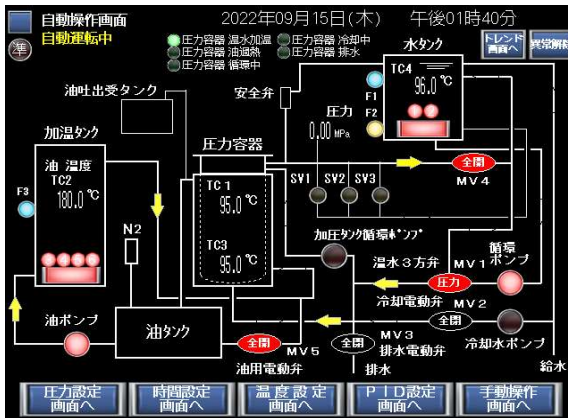 自動操作画面
2022年09月15日(木) 午後01時40分
自動運転中
準
圧力容器 温水加温
圧力容器 冷却中
圧力容器 油過熱
圧力容器 排水
圧力容器 循環中
水タンク
トレンド
画面へ
異常解除
TC4
96.0 ℃
F1
F2
油吐出受タンク
安全弁
圧力
0.00 MPa
加温タンク
圧力容器
油 温度
TC2
180.0 ℃
F3
TC1
95.0 ℃
TC3
95.0 ℃
SV1
SV2
SV3
全開
MV4
N2
加圧タンク循環ポンプ
温水3方弁
MV1
循環
ポンプ
圧力
冷却電動弁
MV2
油ポンプ
油タンク
全閉
MV5
油用電動弁
全閉
MV3
排水電動弁
排水
全閉
冷却水ポンプ
給水
圧力設定
画面へ
時間設定
画面へ
温度設定
画面へ
PID設定
画面へ
手動操作
画面へ